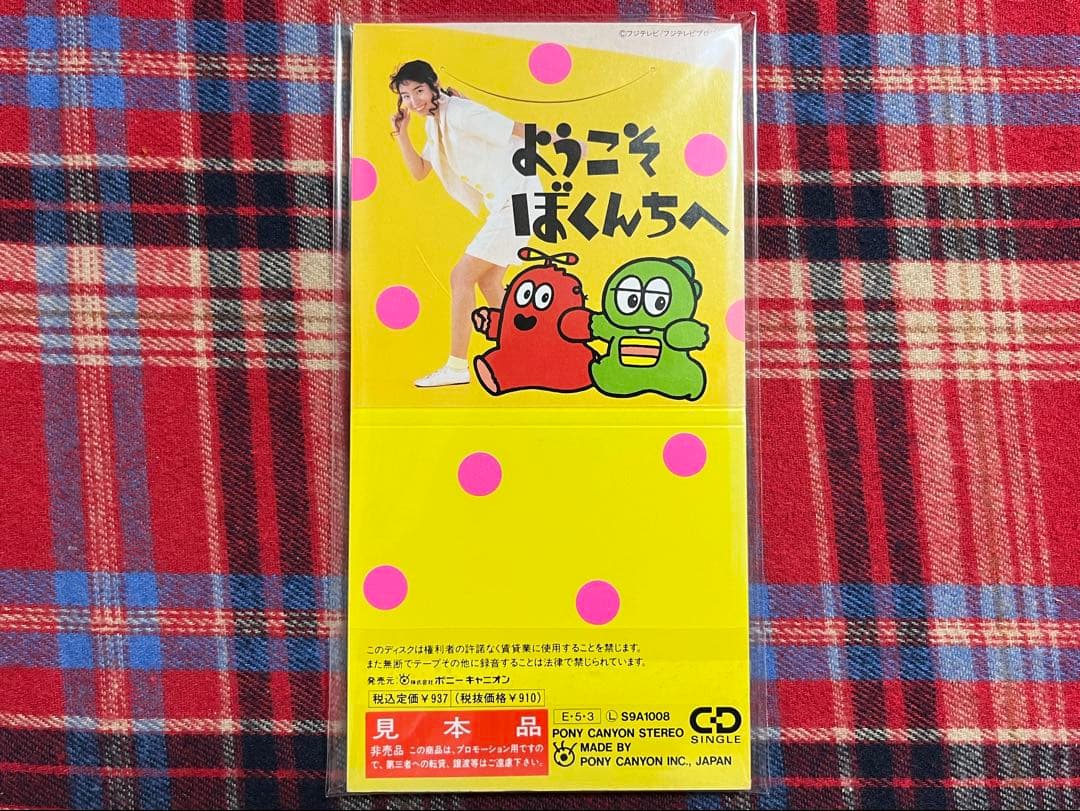 ©フジテレビ/フジテレビプロ
ようこそ
ぼくんちへ
このディスクは権利者の許諾なく賃貸業に使用することを禁じます。
また無断でテープその他に録音することは法律で禁じられています。
発売元: 株式会社 ポニーキャニオン
税込定価¥937 (税抜価格¥910)
見本品
非売品 この商品は、プロモーション用ですの
で、第三者への転貸、譲渡等はご遠慮下さい。
E・5・3 Ⓛ S9A1008
PONY CANYON STEREO
MADE BY
PONY CANYON INC., JAPAN
CD
SINGLE